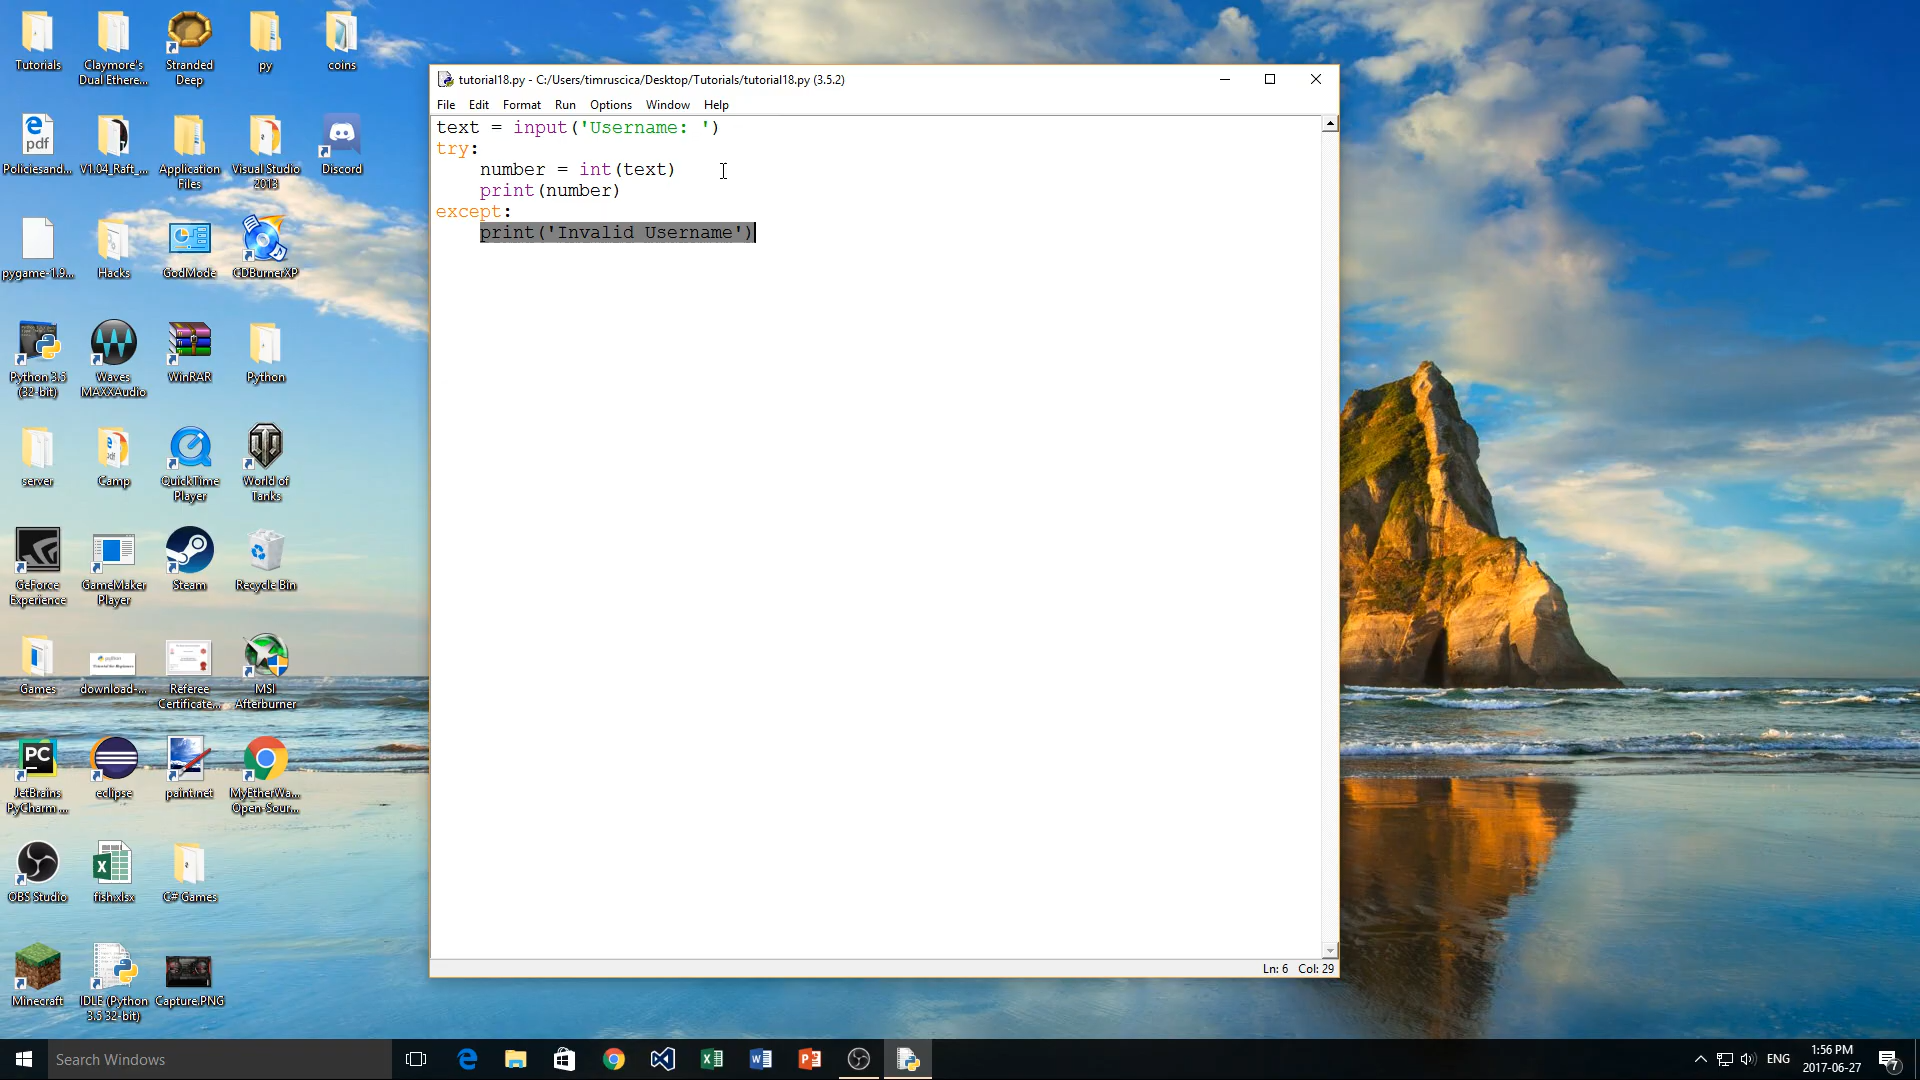 Tutorials
Claymore's
Dual Ethere...
Stranded
Deep
py
coins
pdf
Policiesand...
V1.04_Raft_...
Application
Files
Visual Studio
2013
Discord
pygame-1.9...
Hacks
GodMode
CDBurnerXP
Python 3.5
(32-bit)
Waves
MAXXAudio
WinRAR
Python
server
Camp
QuickTime
Player
World of
Tanks
GeForce
Experience
GameMaker
Player
Steam
Recycle Bin
Games
download-...
Referee
Certificate...
MSI
Afterburner
PC
JetBrains
PyCharm ...
eclipse
paint.net
MyEtherWa...
Open-Sour...
OBS Studio
fish.xlsx
C# Games
Minecraft
IDLE (Python
3.5 32-bit)
Capture.PNG
tutorial18.py - C:/Users/timruscica/Desktop/Tutorials/tutorial18.py (3.5.2)
File Edit Format Run Options Window Help
text = input('Username: ')
try:
    number = int(text)
    print(number)
except:
    print('Invalid Username')
Ln: 6 Col: 29
Search Windows
ENG
1:56 PM
2017-06-27
7